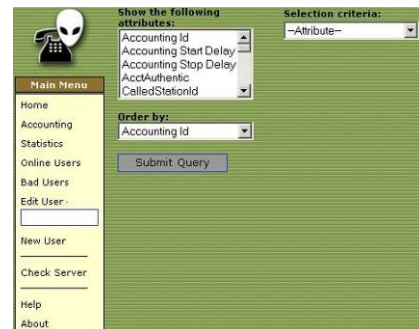 Main Menu
Home
Accounting
Statistics
Online Users
Bad Users
Edit User
New User
Check Server
Help
About
Show the following
attributes:
Accounting Id
Accounting Start Delay
Accounting Stop Delay
AcctAuthentic
CalledStationId
Order by:
Accounting Id
Submit Query
Selection criteria:
--Attribute--